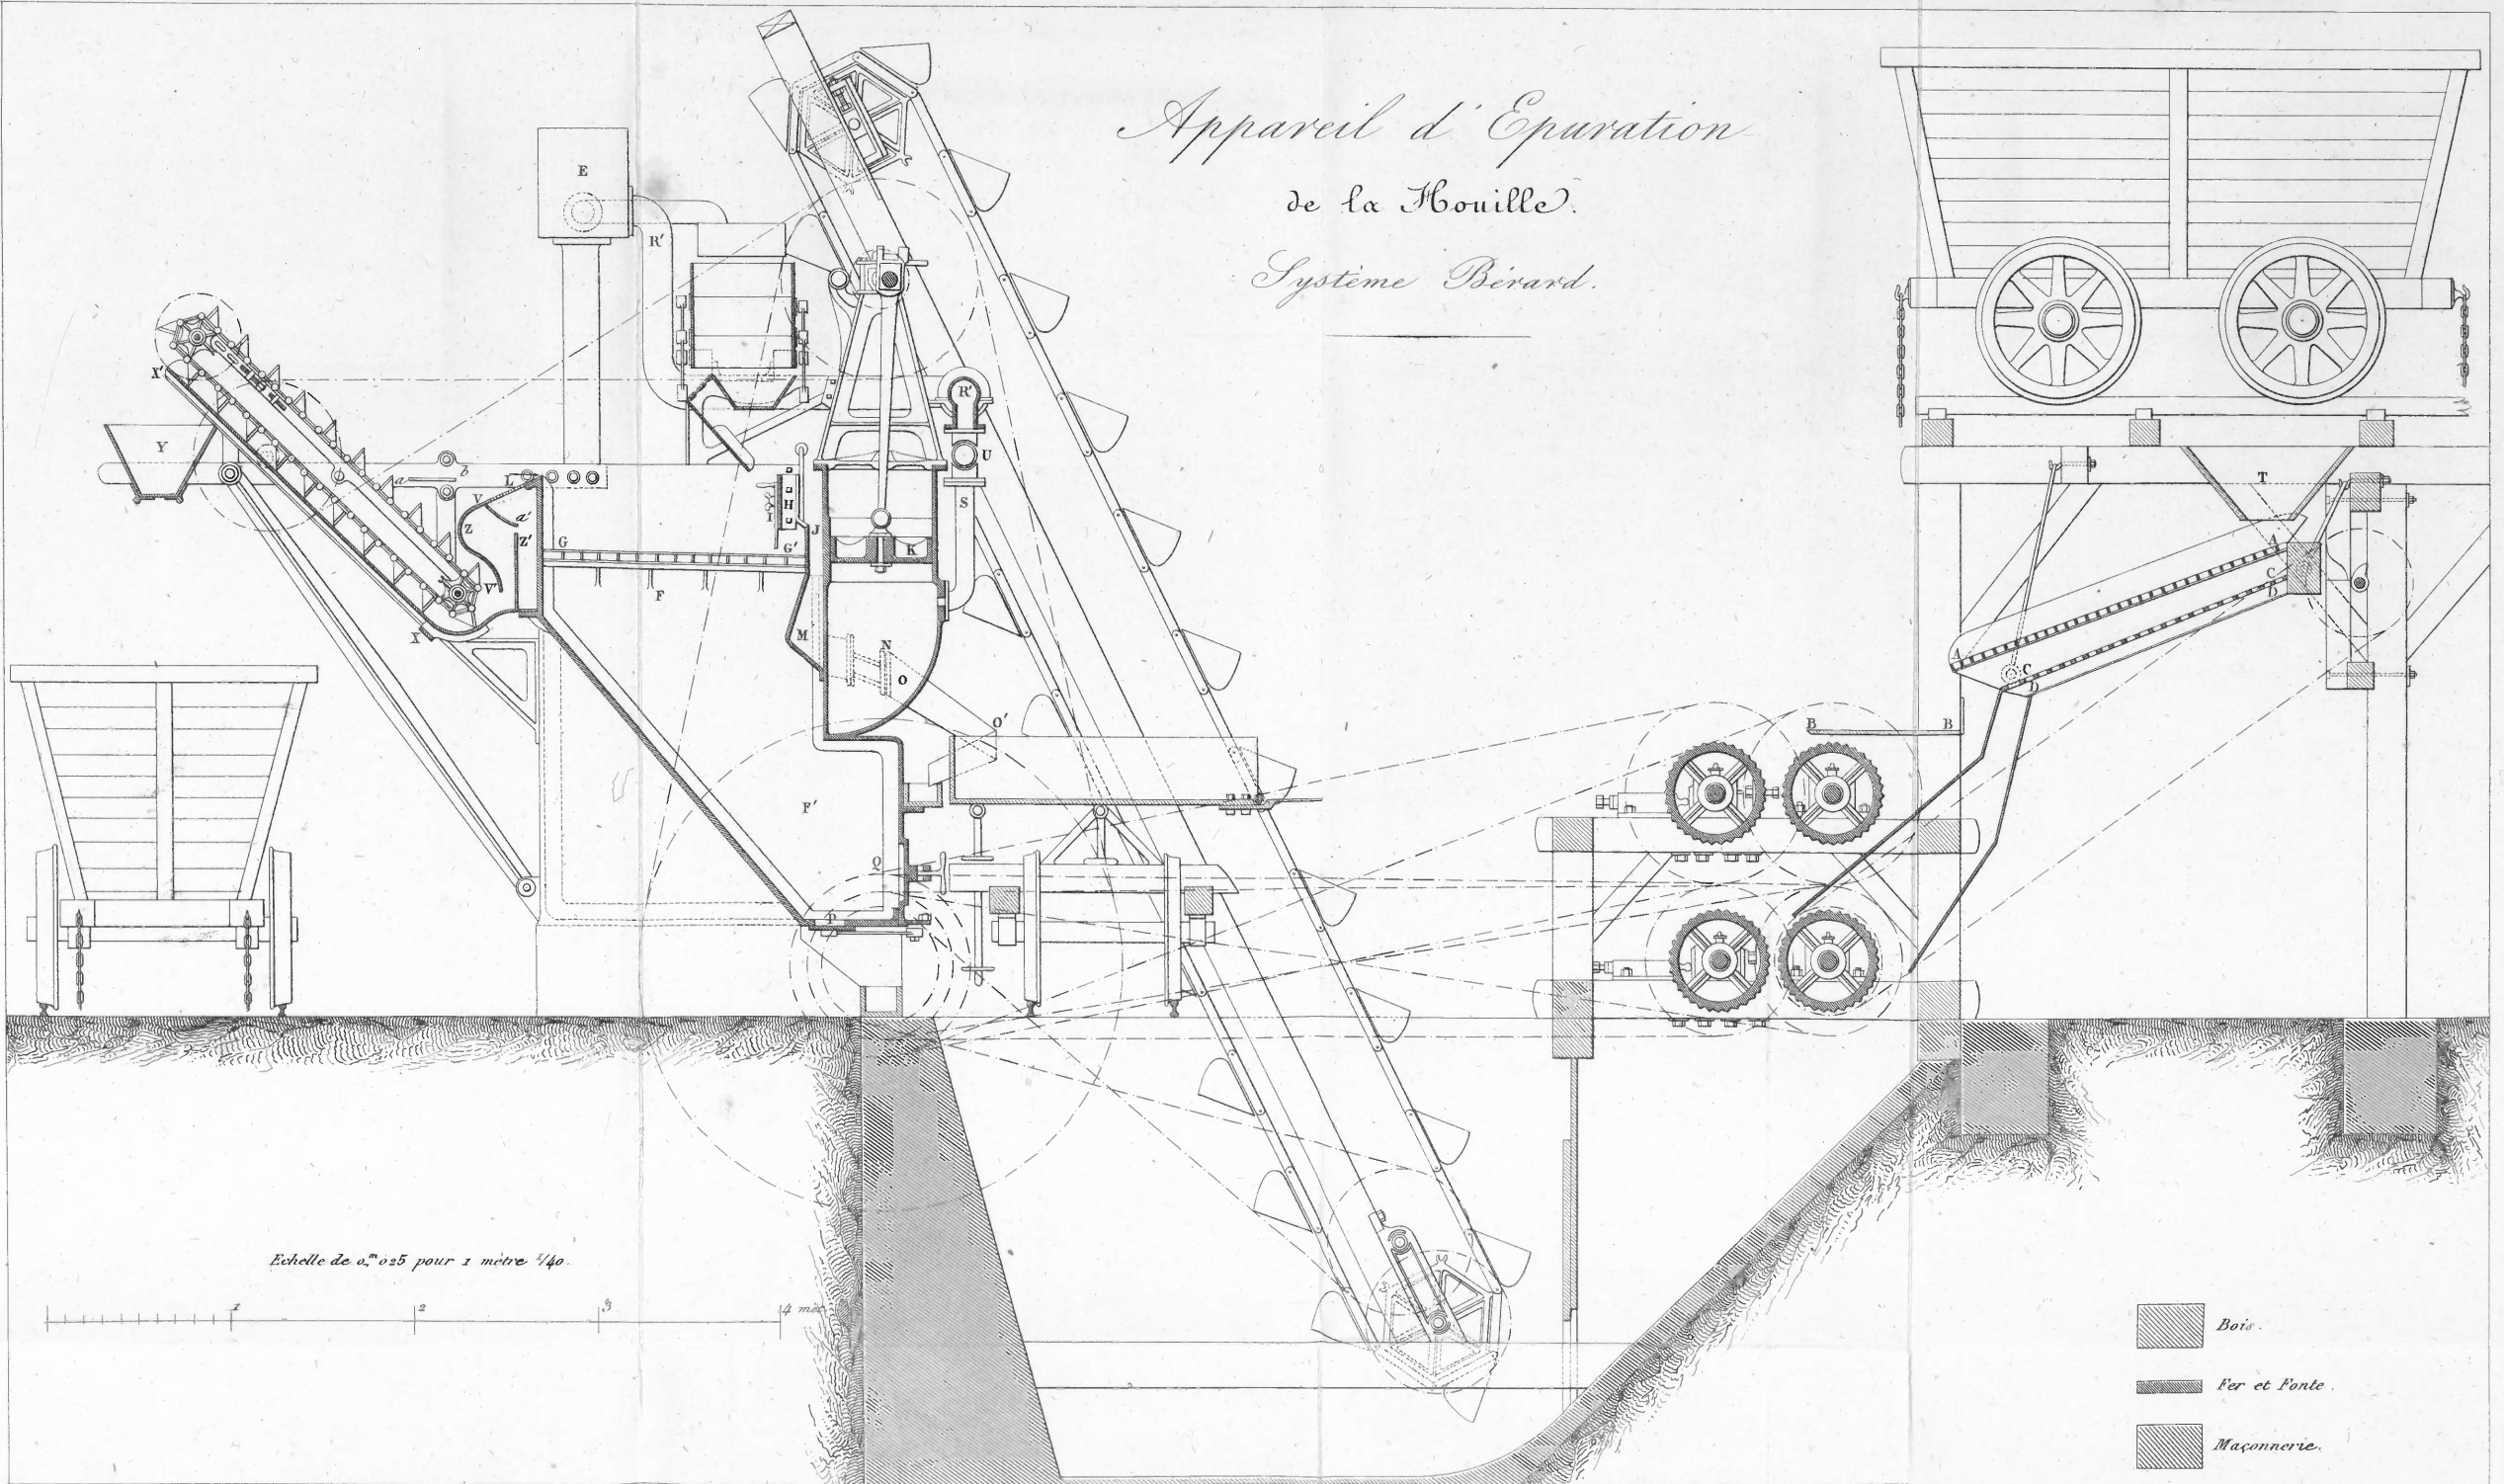 Appareil d'Epuration
de la Houille.
Système Bérard.
E
R'
X'
Y
R'
U
a
b
L
V
H
S
I
T
Z
a'
J
Z'
G
G'
K
A
C
F
V'
D
X
M
N
A
C
O
D
O'
B
B
F'
Q
P
Echelle de 0,m025 pour 1 mètre 1/40.
1
2
3
4 mèt.
Bois.
Fer et Fonte.
Maçonnerie.